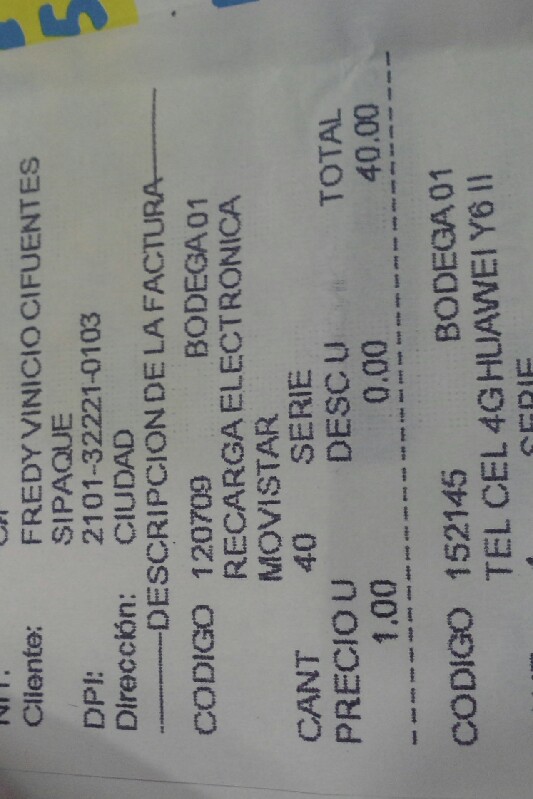 5
NIT:
Cliente: FREDY VINICIO CIFUENTES
SIPAQUE
DPI: 2101-32221-0103
Dirección: CIUDAD
DESCRIPCION DE LA FACTURA
CODIGO 120709 BODEGA 01
RECARGA ELECTRONICA
MOVISTAR
CANT 40 SERIE
PRECIO U DESC U TOTAL
1.00 0.00 40.00
CODIGO 152145 BODEGA 01
TEL CEL 4G HUAWEI Y6 II
SERIE